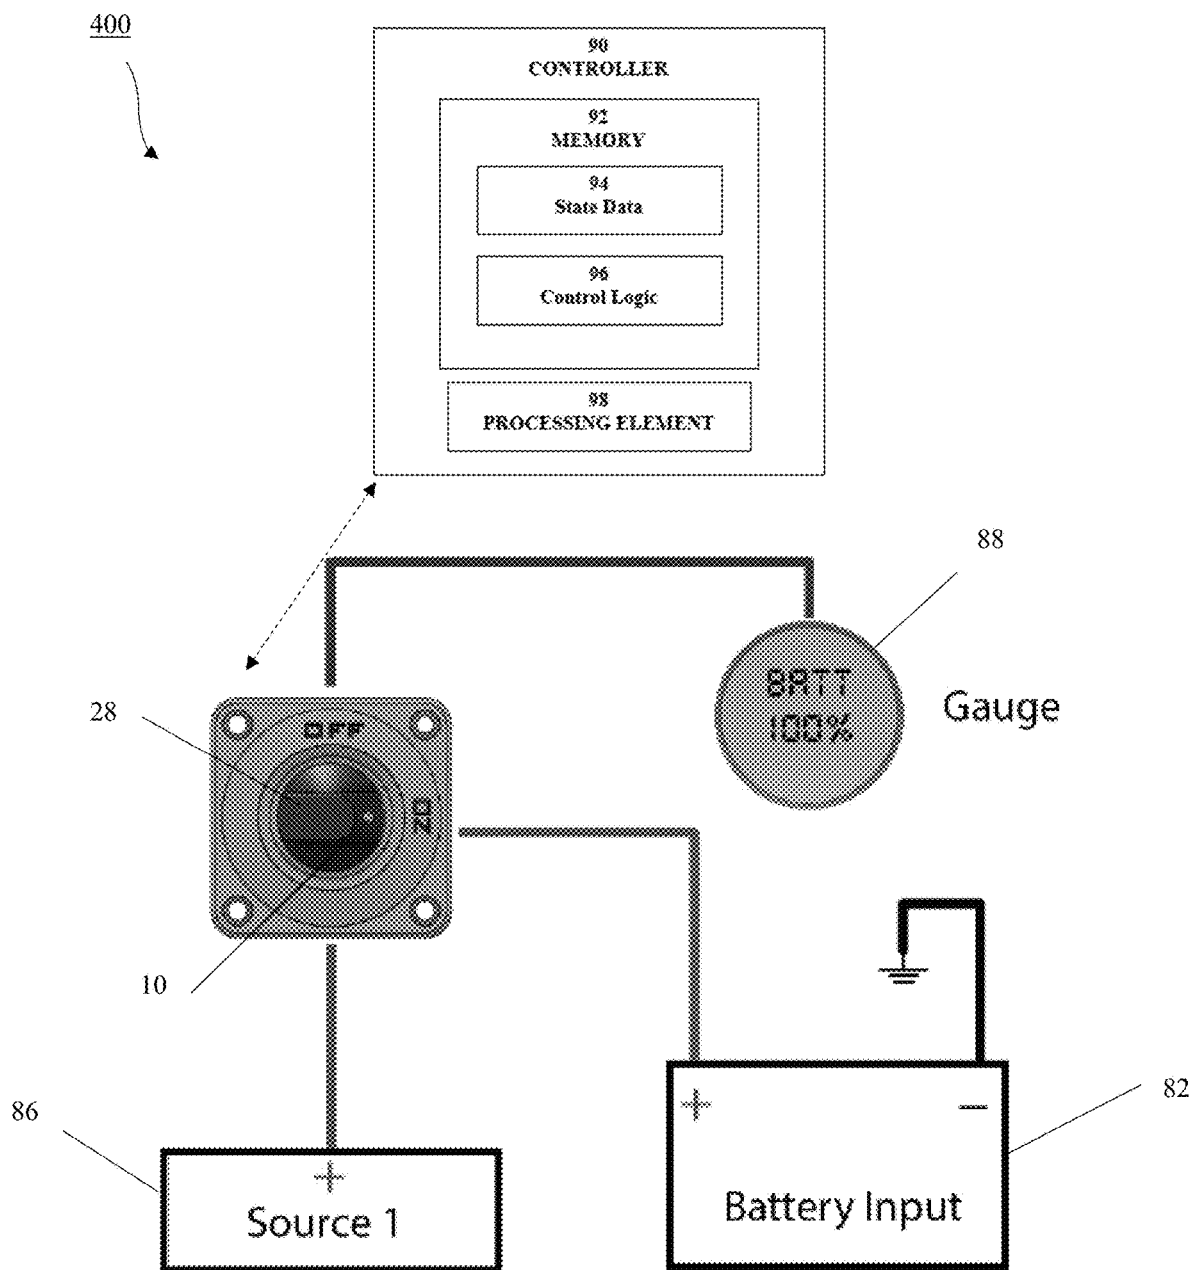 400
90
CONTROLLER
92
MEMORY
94
State Data
96
Control Logic
98
PROCESSING ELEMENT
88
BATT
100%
Gauge
28
OFF
ON
10
86
+
Source 1
82
+ −
Battery Input